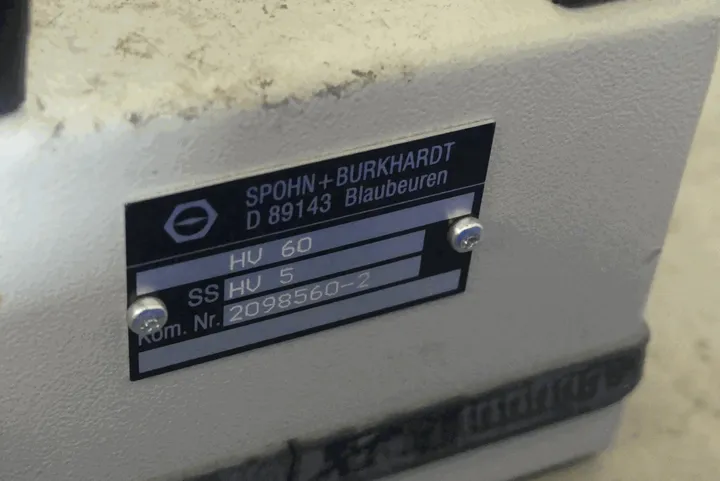 SPOHN+BURKHARDT
D 89143 Blaubeuren
HV 60
SS HV 5
Kom. Nr. 2098560-2